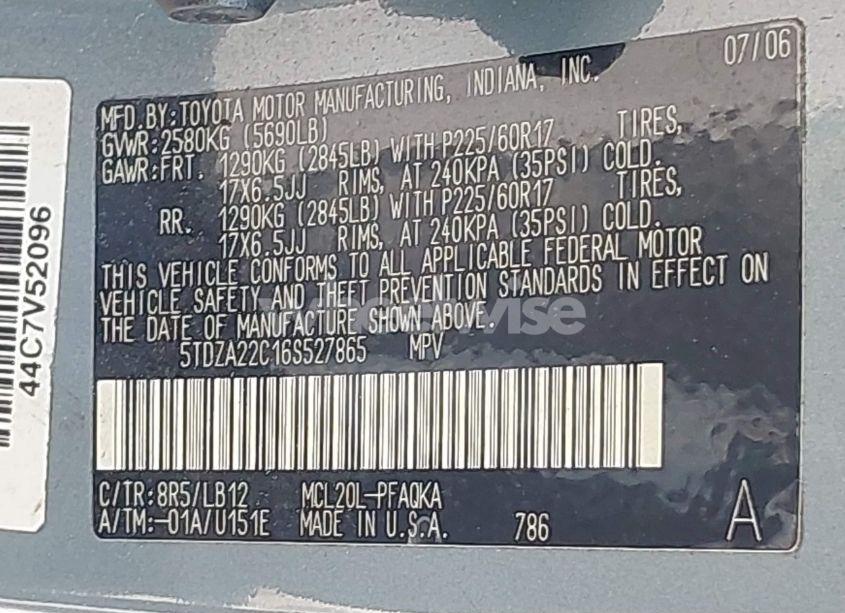 07/06
MFD.BY:TOYOTA MOTOR MANUFACTURING, INDIANA, INC.
GVWR:2580KG (5690LB)
GAWR:FRT. 1290KG (2845LB) WITH P225/60R17 TIRES,
17X6.5JJ RIMS, AT 240KPA (35PSI) COLD.
RR. 1290KG (2845LB) WITH P225/60R17 TIRES,
17X6.5JJ RIMS, AT 240KPA (35PSI) COLD.
THIS VEHICLE CONFORMS TO ALL APPLICABLE FEDERAL MOTOR
VEHICLE SAFETY AND THEFT PREVENTION STANDARDS IN EFFECT ON
THE DATE OF MANUFACTURE SHOWN ABOVE.
5TDZA22C16S527865 MPV
C/TR:8R5/LB12 MCL20L-PFAQKA
A/TM:-01A/U151E MADE IN U.S.A. 786 A
44C7V52096